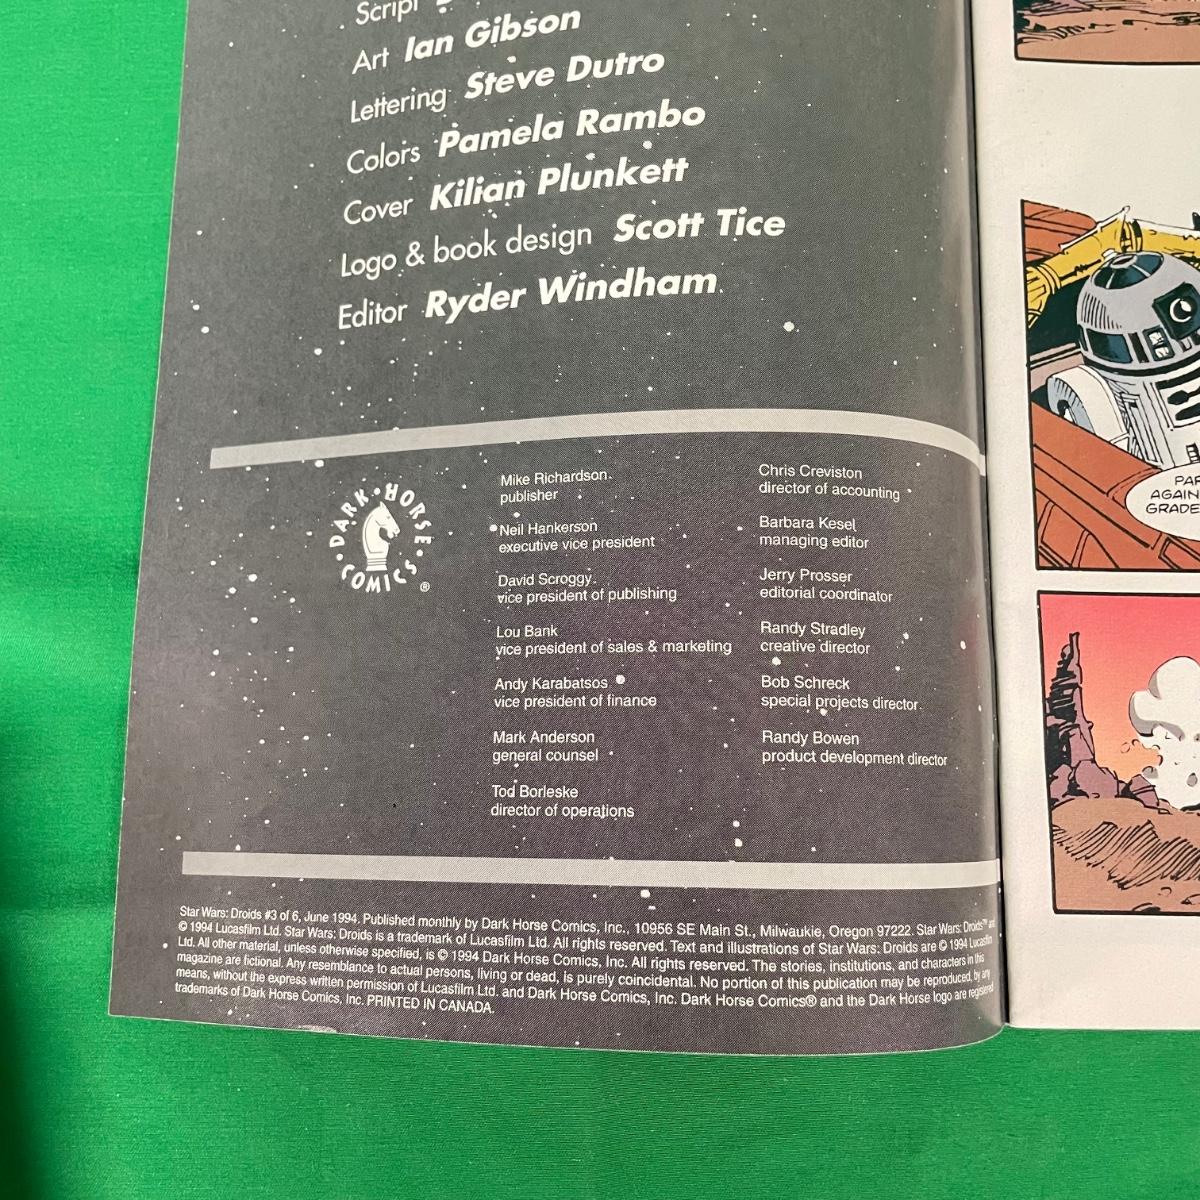 Script
Art Ian Gibson
Lettering Steve Dutro
Colors Pamela Rambo
Cover Kilian Plunkett
Logo & book design Scott Tice
Editor Ryder Windham
DARK HORSE COMICS ®
Mike Richardson
publisher
Neil Hankerson
executive vice president
David Scroggy
vice president of publishing
Lou Bank
vice president of sales & marketing
Andy Karabatsos
vice president of finance
Mark Anderson
general counsel
Tod Borleske
director of operations
Chris Creviston
director of accounting
Barbara Kesel
managing editor
Jerry Prosser
editorial coordinator
Randy Stradley
creative director
Bob Schreck
special projects director
Randy Bowen
product development director
Star Wars: Droids #3 of 6, June 1994. Published monthly by Dark Horse Comics, Inc., 10956 SE Main St., Milwaukie, Oregon 97222. Star Wars: Droids™ and
© 1994 Lucasfilm Ltd. Star Wars: Droids is a trademark of Lucasfilm Ltd. All rights reserved. Text and illustrations of Star Wars: Droids are © 1994 Lucasfilm
Ltd. All other material, unless otherwise specified, is © 1994 Dark Horse Comics, Inc. All rights reserved. The stories, institutions, and characters in this
magazine are fictional. Any resemblance to actual persons, living or dead, is purely coincidental. No portion of this publication may be reproduced, by any
means, without the express written permission of Lucasfilm Ltd. and Dark Horse Comics, Inc. Dark Horse Comics® and the Dark Horse logo are registered
trademarks of Dark Horse Comics, Inc. PRINTED IN CANADA.
PAR
AGAIN
GRADE